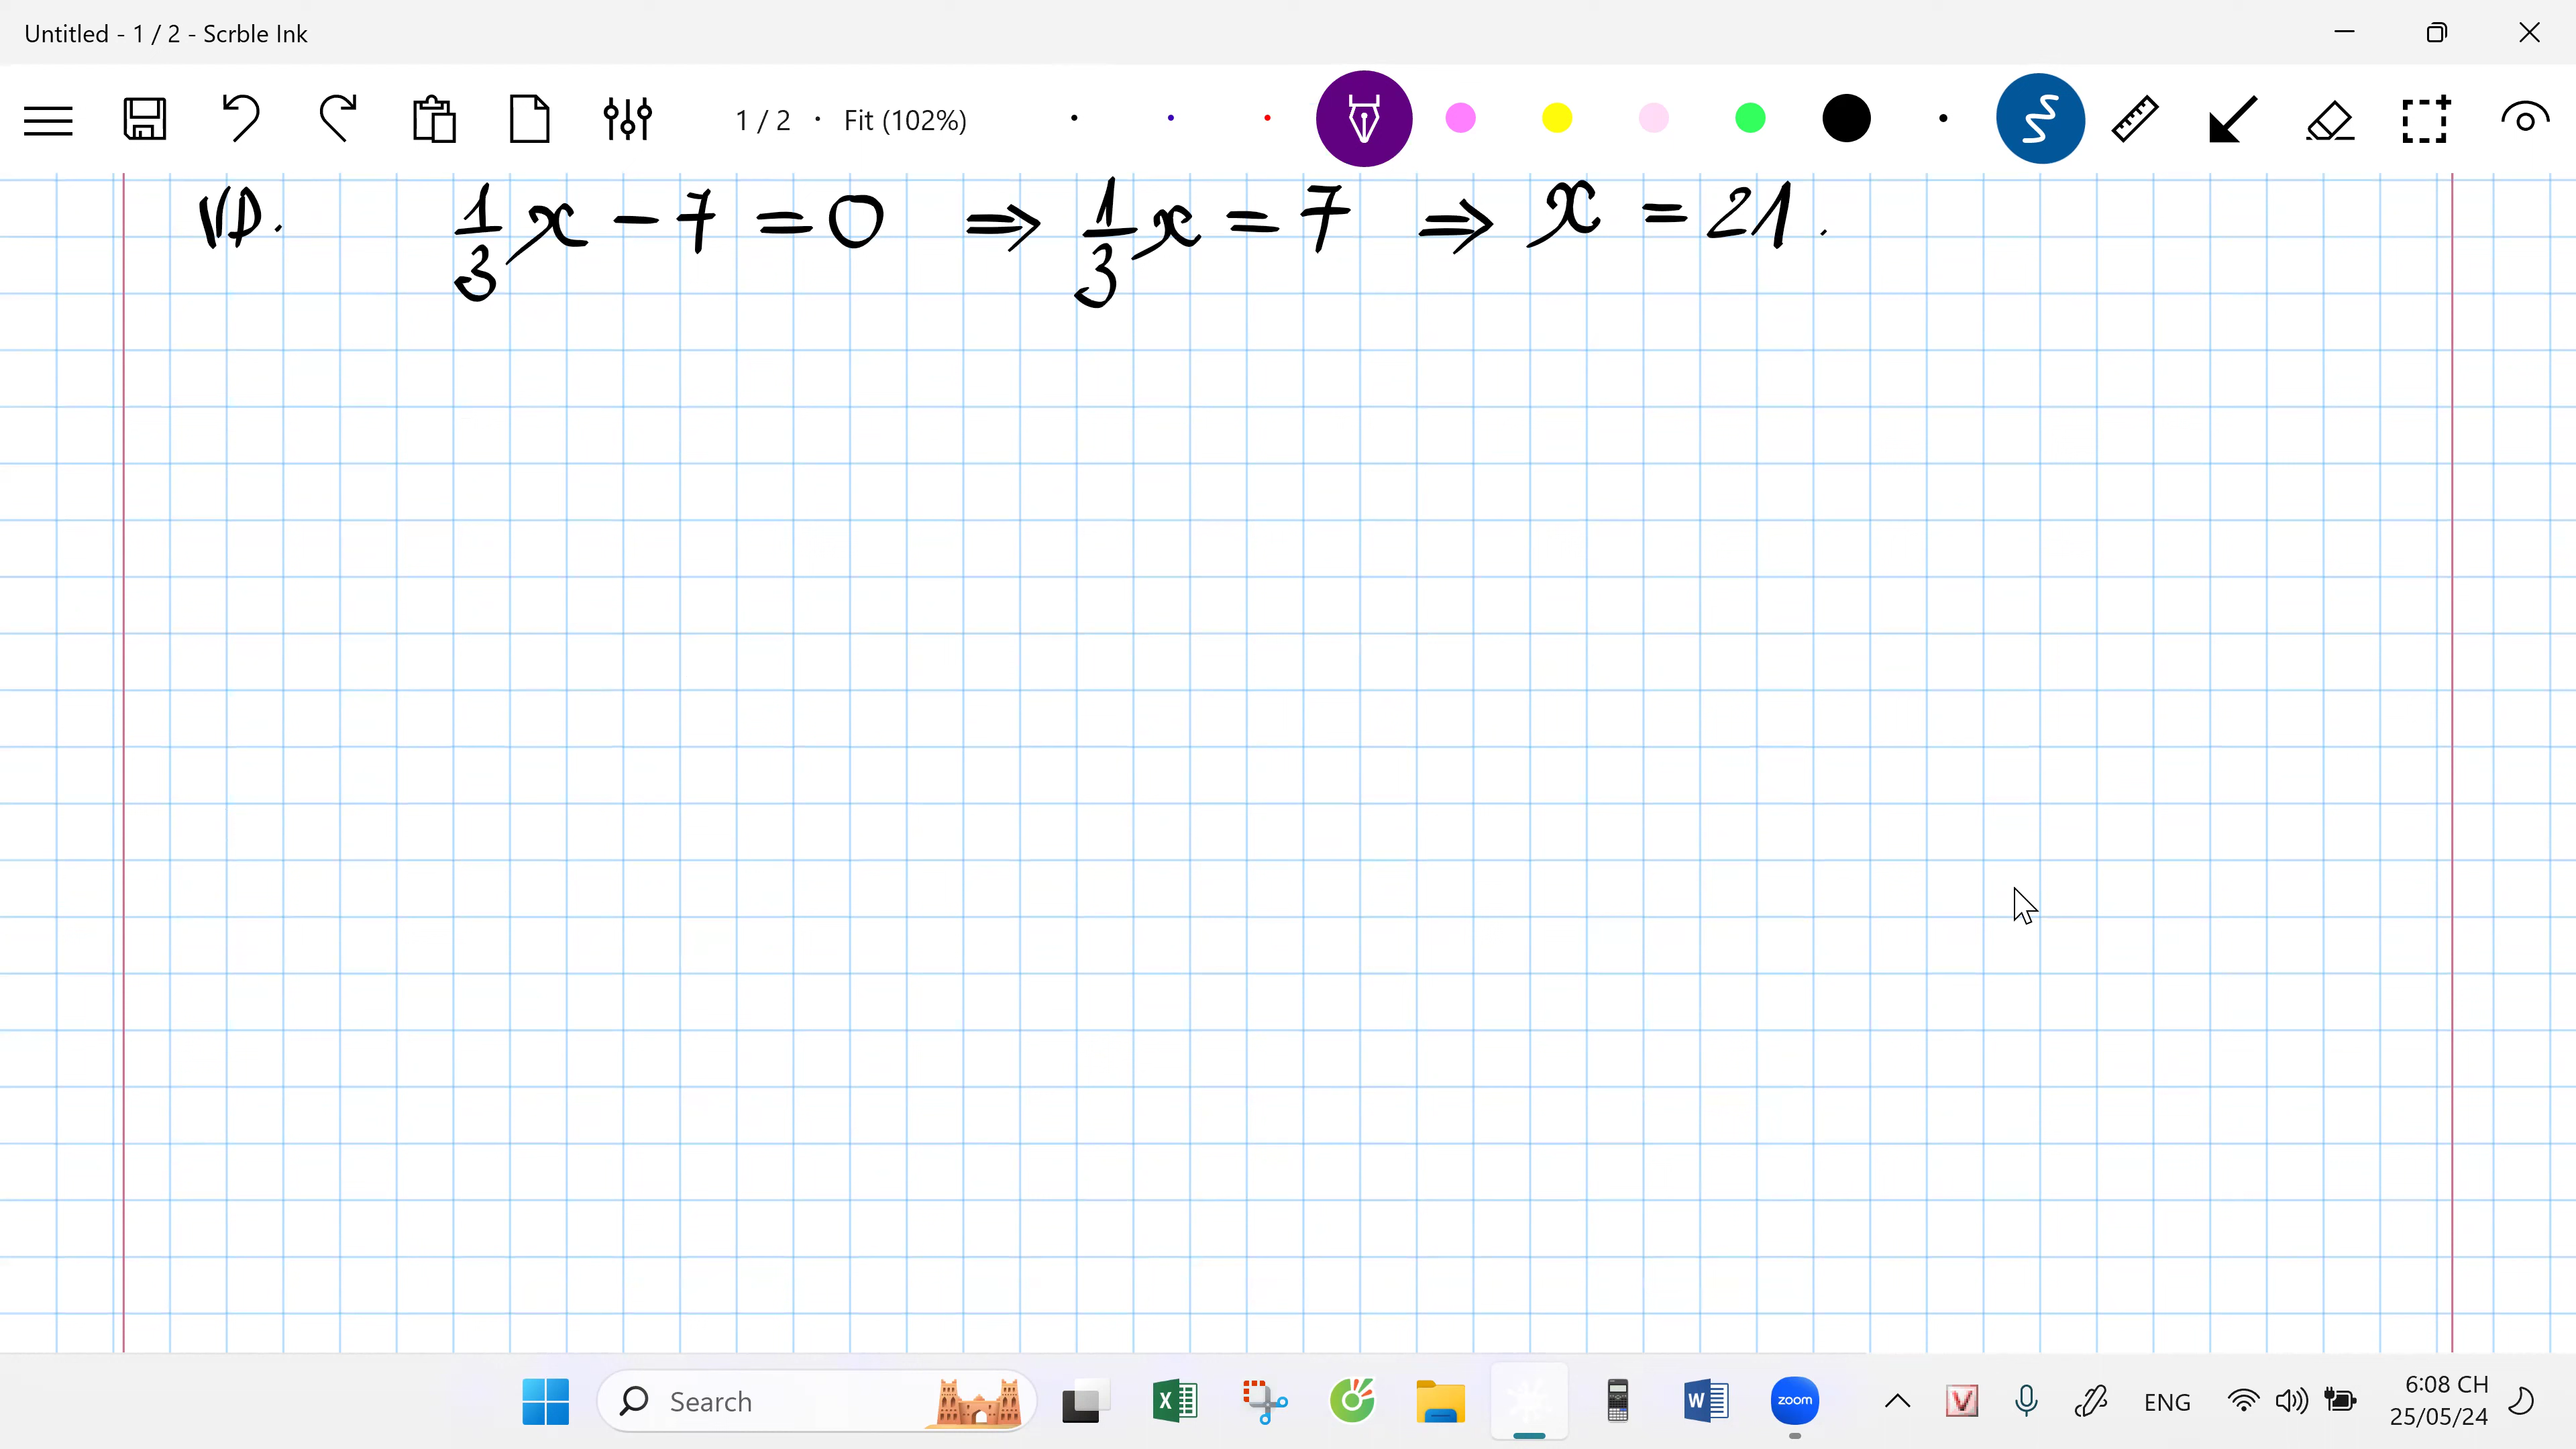 Untitled - 1 / 2 - Scrble Ink
1 / 2 · Fit (102%)
VD. 1/3 x - 7 = 0 ⇒ 1/3 x = 7 ⇒ x = 21.
Search
zoom
ENG
6:08 CH
25/05/24